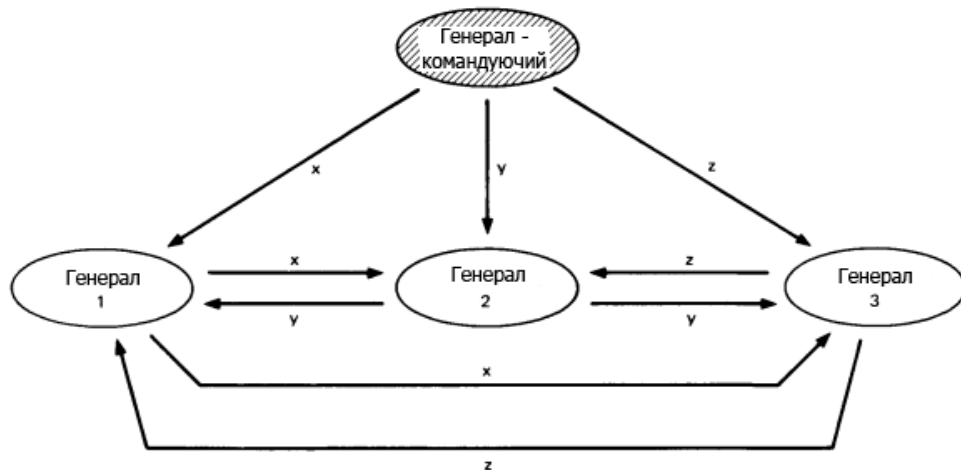 Генерал -
командуючий
x
y
z
Генерал
1
x
y
Генерал
2
z
y
Генерал
3
x
z